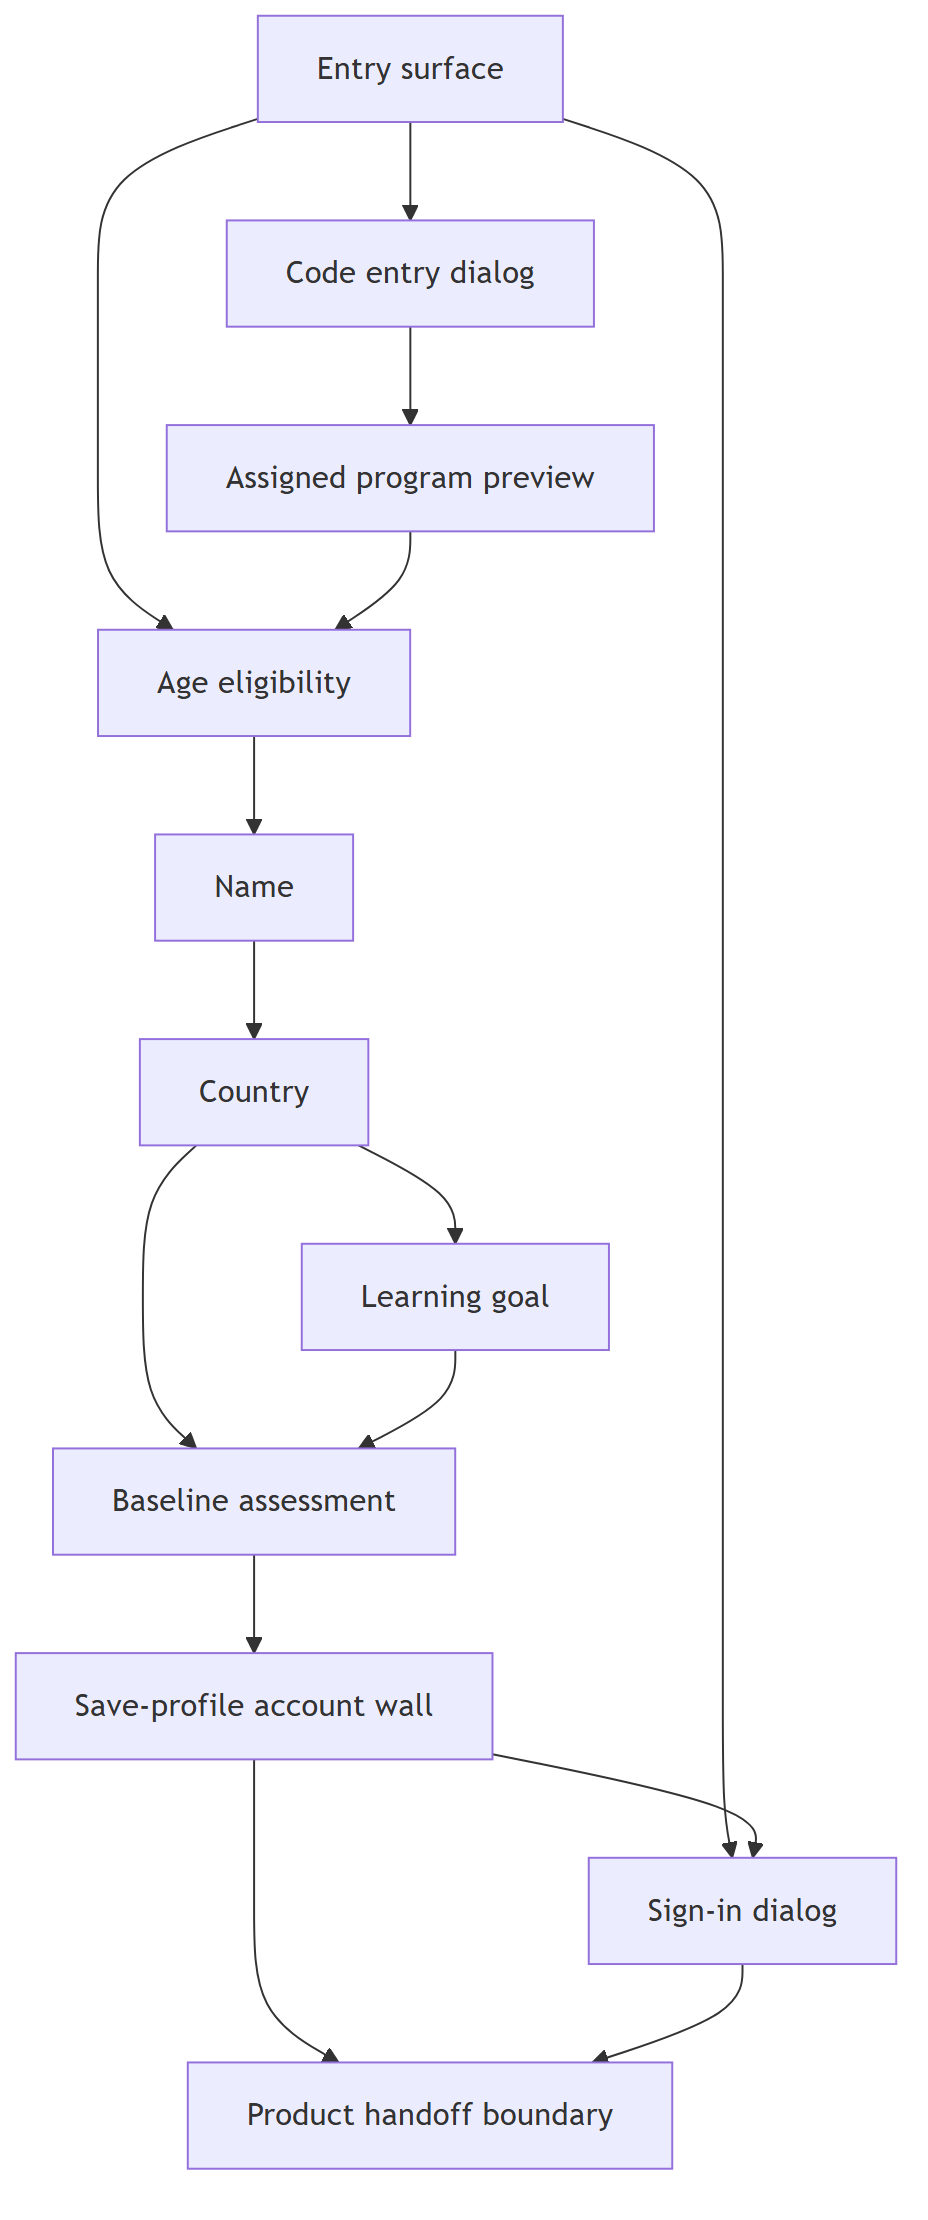 Entry surface
Code entry dialog
Assigned program preview
Age eligibility
Name
Country
Learning goal
Baseline assessment
Save-profile account wall
Sign-in dialog
Product handoff boundary